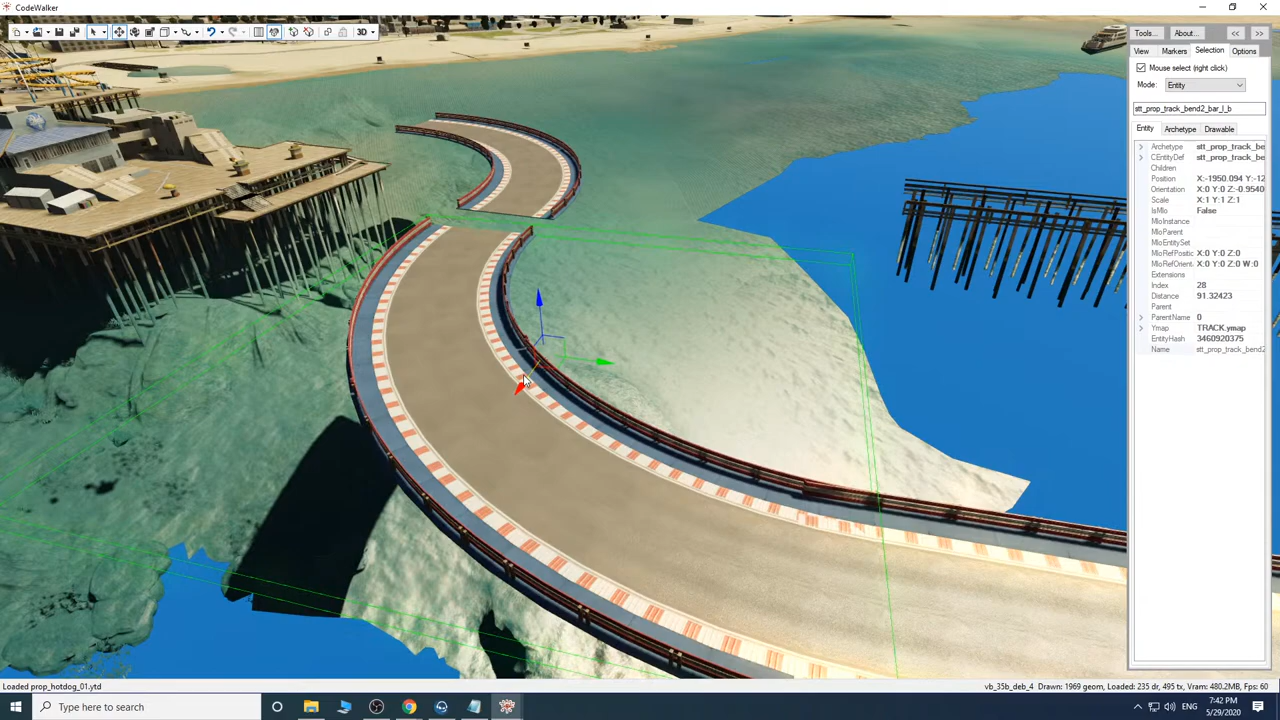 CodeWalker
3D
Tools... About... << >>
View Markers Selection Options
Mouse select (right click)
Mode: Entity
stt_prop_track_bend2_bar_l_b
Entity Archetype Drawable
Archetype stt_prop_track_be
CEntityDef stt_prop_track_be
Children
Position X:-1950.094 Y:-12
Orientation X:0 Y:0 Z:-0.9540
Scale X:1 Y:1 Z:1
IsMlo False
MloInstance
MloParent
MloEntitySet
MloRefPositic X:0 Y:0 Z:0
MloRefOrient X:0 Y:0 Z:0 W:0
Extensions
Index 28
Distance 91.32423
Parent
ParentName 0
Ymap TRACK.ymap
EntityHash 3460920375
Name stt_prop_track_bend2
Loaded prop_hotdog_01.ytd
vb_35b_deb_4 Drawn: 1969 geom, Loaded: 235 dr, 495 tx, Vram: 480.2MB, Fps: 60
Type here to search
ENG
7:42 PM
5/29/2020